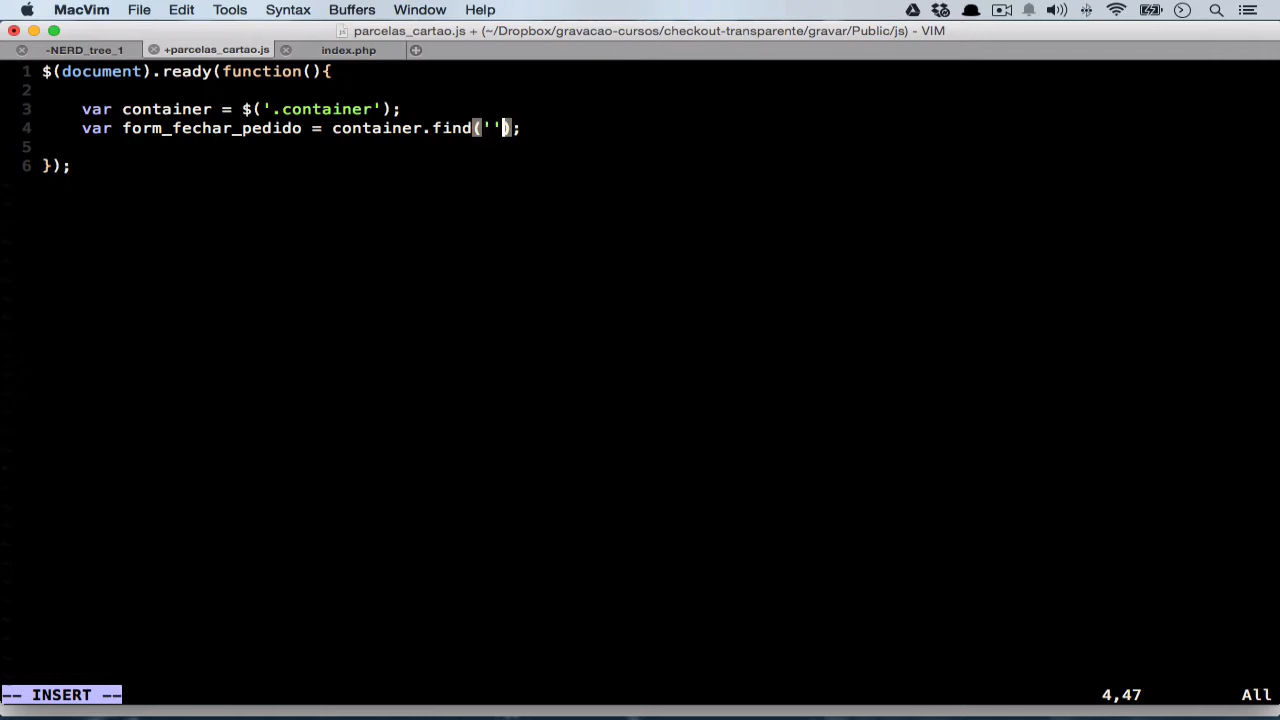 MacVim File Edit Tools Syntax Buffers Window Help
parcelas_cartao.js + (~/Dropbox/gravacao-cursos/checkout-transparente/gravar/Public/js) - VIM
-NERD_tree_1 +parcelas_cartao.js index.php
1 $(document).ready(function(){
2
3 var container = $('.container');
4 var form_fechar_pedido = container.find('');
5
6 });
-- INSERT -- 4,47 All